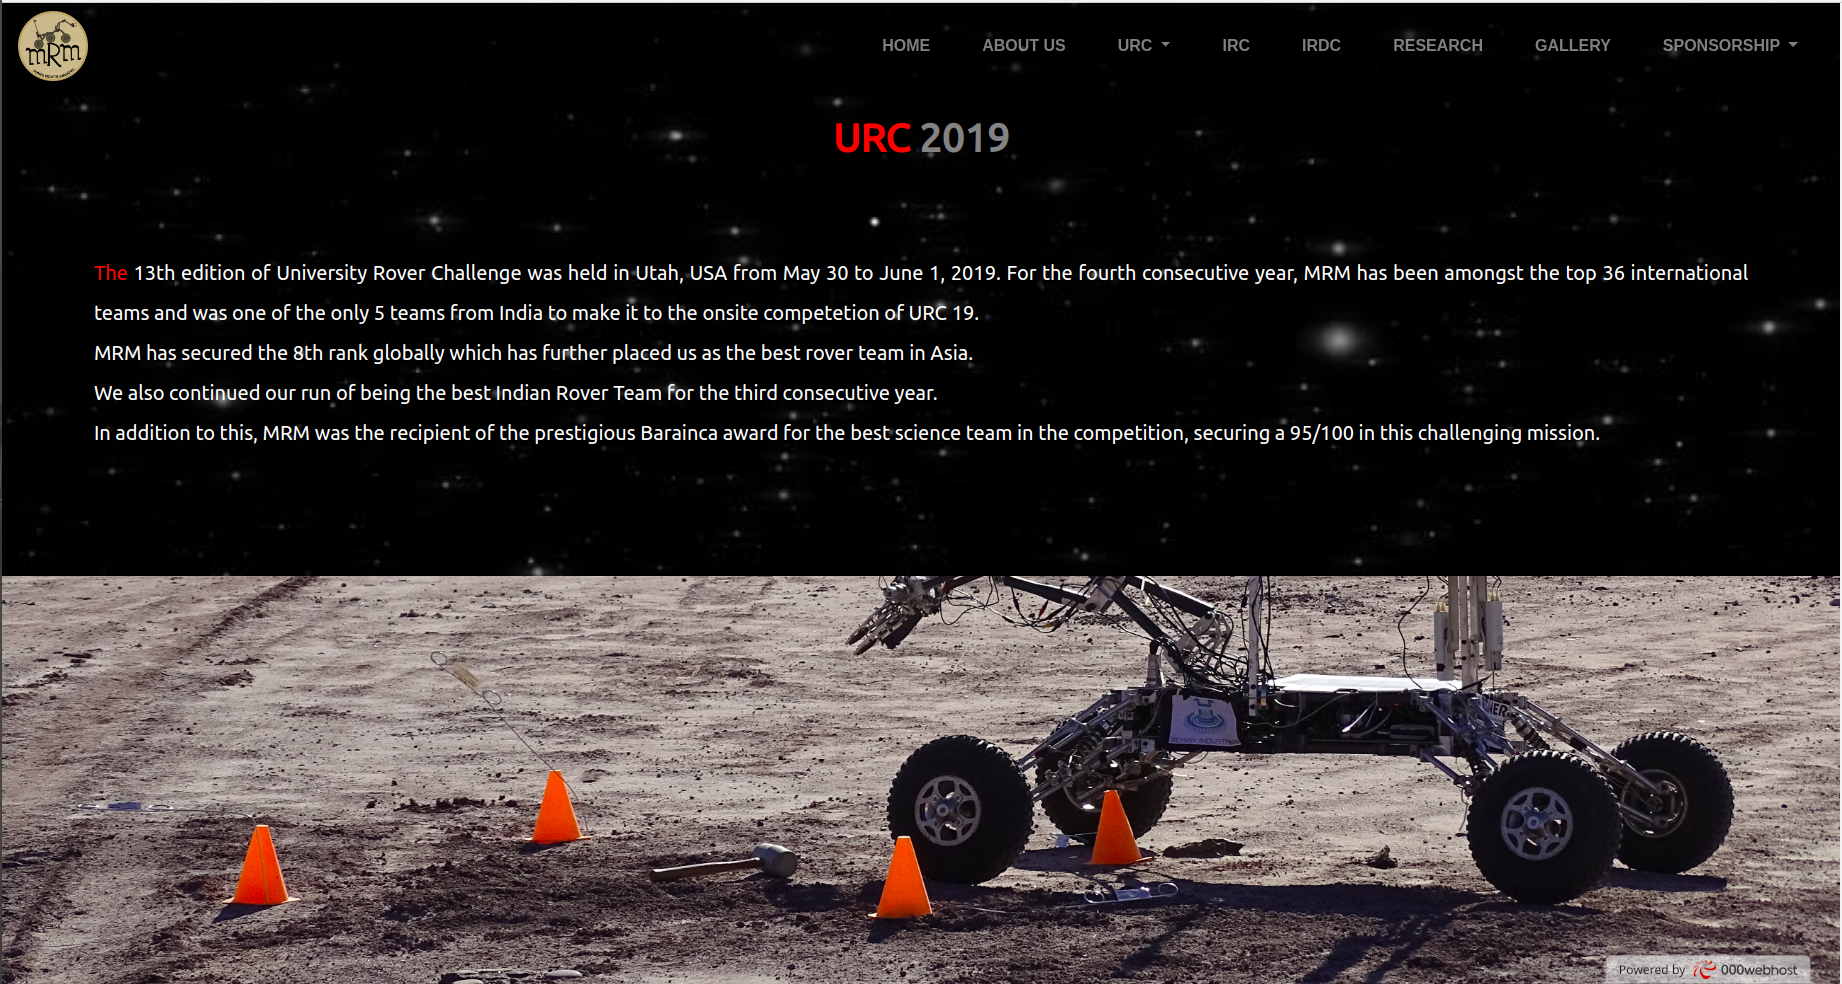 mRm
HOME ABOUT US URC IRC IRDC RESEARCH GALLERY SPONSORSHIP
URC 2019
The 13th edition of University Rover Challenge was held in Utah, USA from May 30 to June 1, 2019. For the fourth consecutive year, MRM has been amongst the top 36 international
teams and was one of the only 5 teams from India to make it to the onsite competetion of URC 19.
MRM has secured the 8th rank globally which has further placed us as the best rover team in Asia.
We also continued our run of being the best Indian Rover Team for the third consecutive year.
In addition to this, MRM was the recipient of the prestigious Barainca award for the best science team in the competition, securing a 95/100 in this challenging mission.
Powered by 000webhost